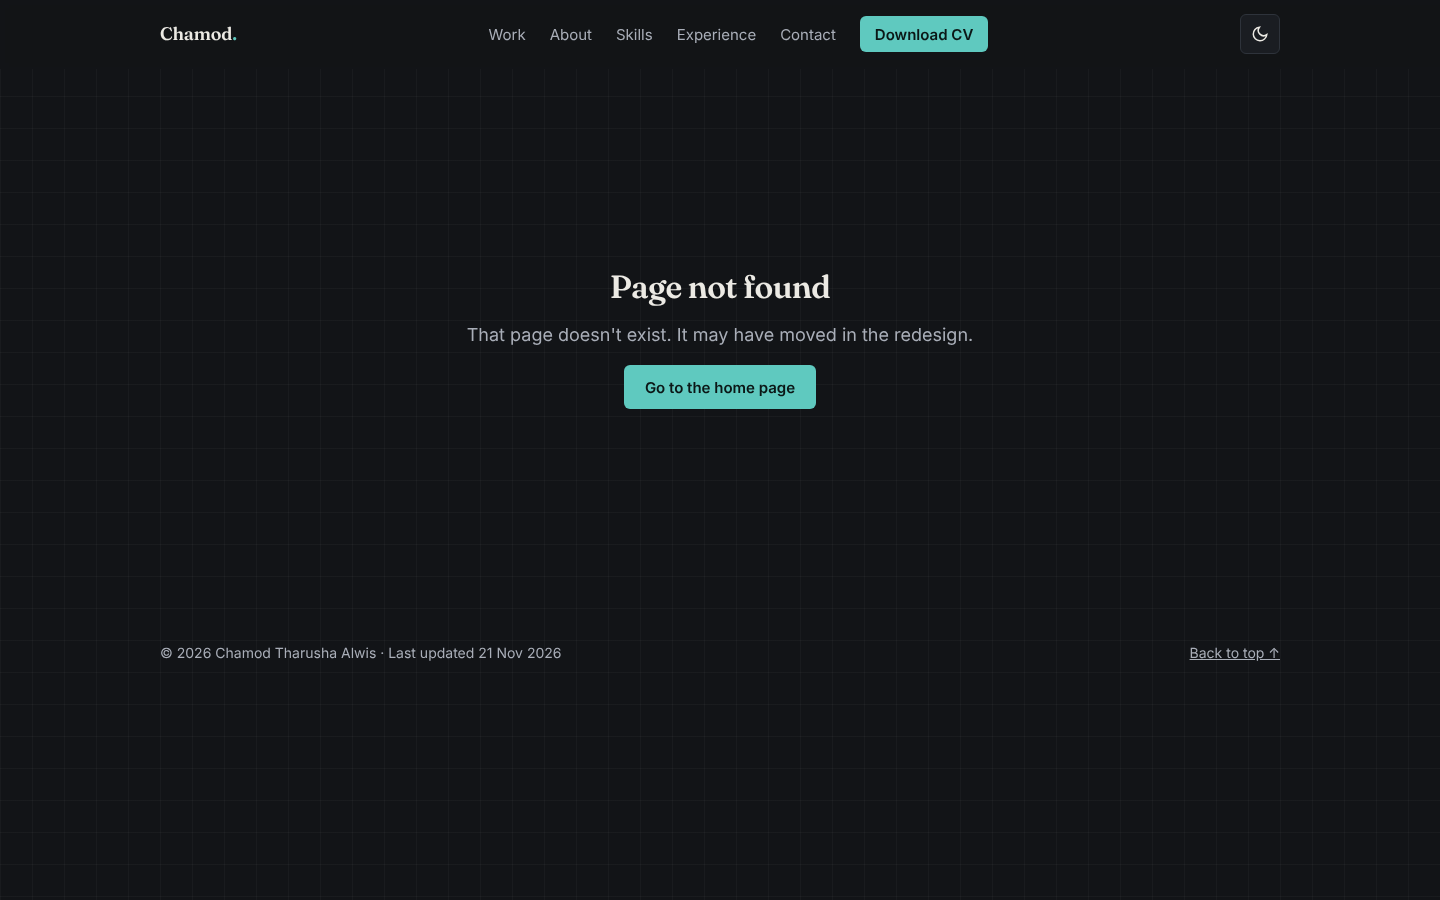 Chamod.
Work About Skills Experience Contact Download CV
Page not found
That page doesn't exist. It may have moved in the redesign.
Go to the home page
© 2026 Chamod Tharusha Alwis · Last updated 21 Nov 2026
Back to top ↑